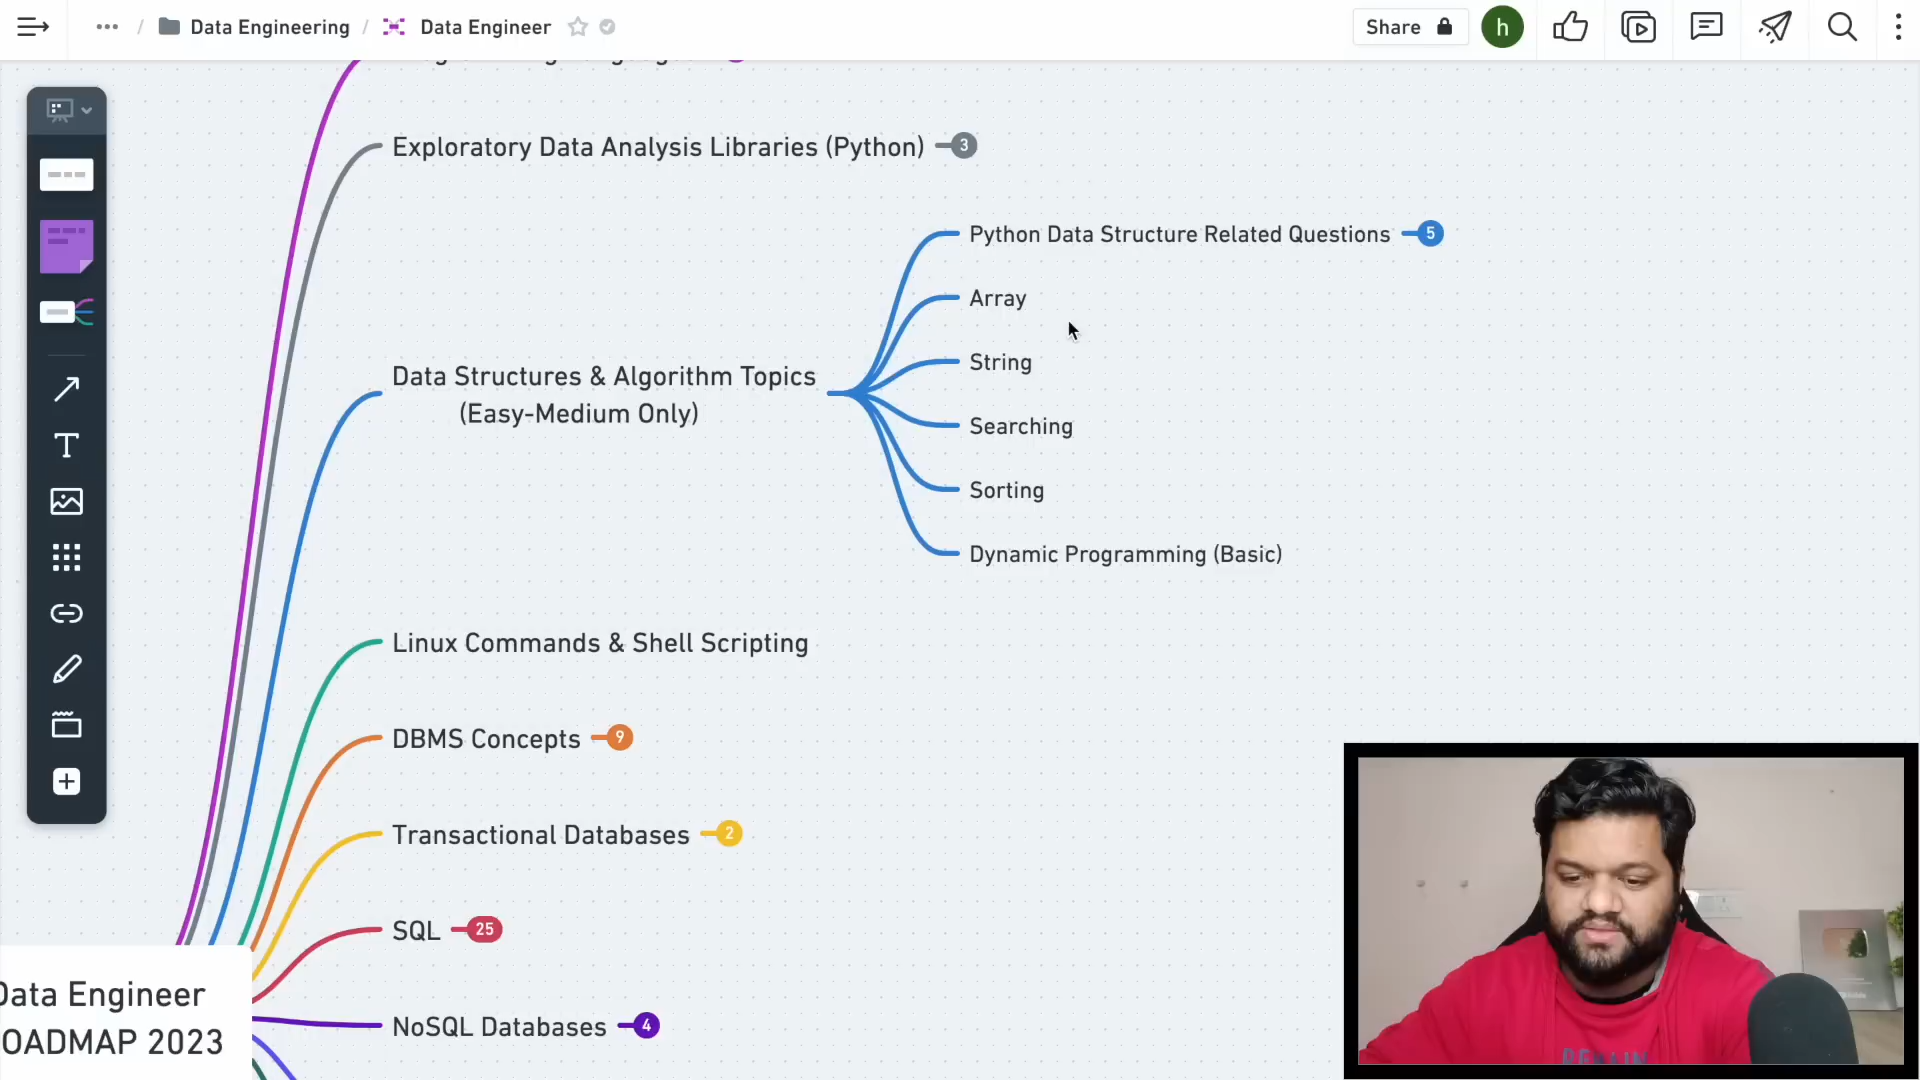 ... / Data Engineering / Data Engineer
Share
h
Exploratory Data Analysis Libraries (Python)
3
Python Data Structure Related Questions
5
Array
Data Structures & Algorithm Topics
(Easy-Medium Only)
String
Searching
Sorting
Dynamic Programming (Basic)
Linux Commands & Shell Scripting
DBMS Concepts
9
Transactional Databases
2
SQL
25
Data Engineer
OADMAP 2023
NoSQL Databases
4